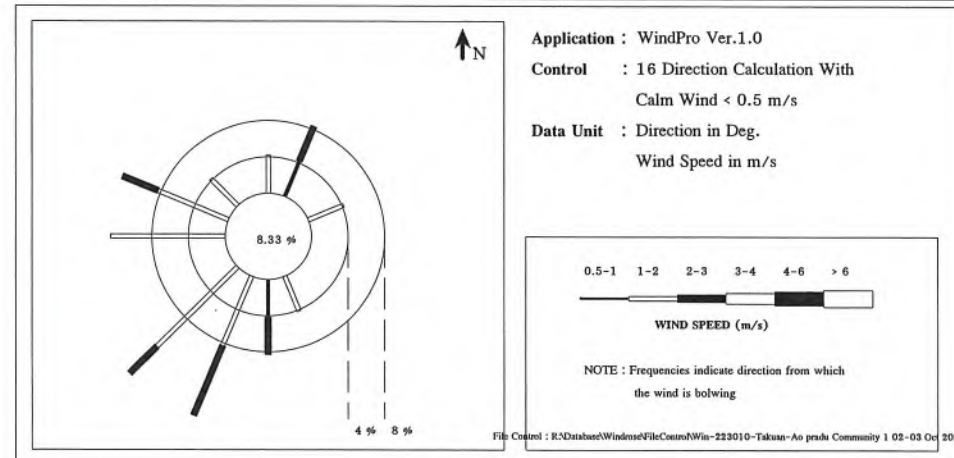 N
8.33 %
4 % 8 %
Application : WindPro Ver.1.0
Control : 16 Direction Calculation With
Calm Wind < 0.5 m/s
Data Unit : Direction in Deg.
Wind Speed in m/s
0.5-1 1-2 2-3 3-4 4-6 > 6
WIND SPEED (m/s)
NOTE : Frequencies indicate direction from which
the wind is bolwing
File Control : R:\Database\Windrose\FileControl\Win-223010-Takuan-Ao pradu Community 1 02-03 Oct 20